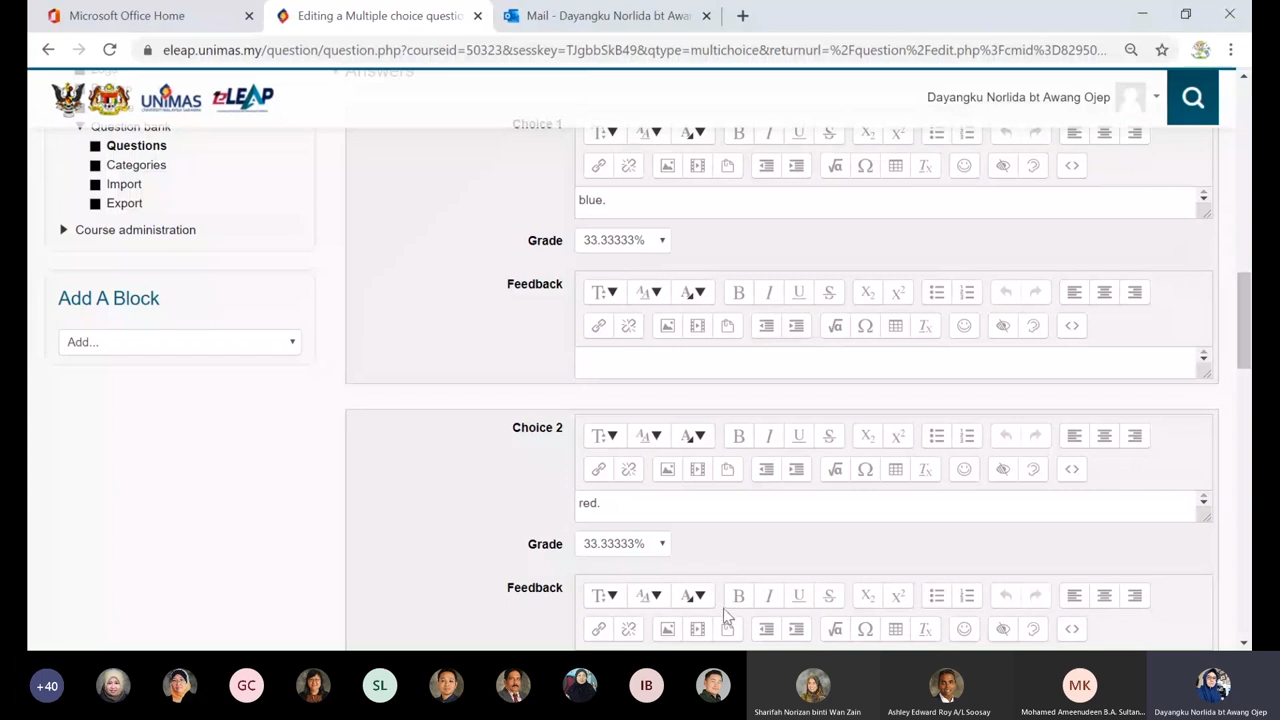 Microsoft Office Home
Editing a Multiple choice questio
Mail - Dayangku Norlida bt Awa
eleap.unimas.my/question/question.php?courseid=50323&sesskey=TJgbbSkB49&qtype=multichoice&returnurl=%2Fquestion%2Fedit.php%3Fcmid%3D82950...
UNIMAS
eLEAP
Dayangku Norlida bt Awang Ojep
Answers
Question bank
Questions
Categories
Import
Export
Course administration
Add A Block
Add...
Choice 1
blue.
Grade
33.33333%
Feedback
Choice 2
red.
Grade
33.33333%
Feedback
+40
GC
SL
IB
MK
Sharifah Norizan binti Wan Zain
Ashley Edward Roy A/L Soosay
Mohamed Ameenudeen B.A. Sultan...
Dayangku Norlida bt Awang Ojep